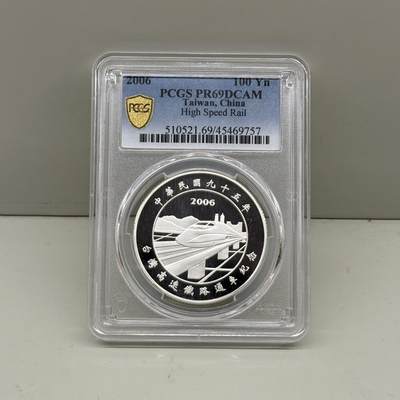 2006 100 Yn
PCGS PR69DCAM
Taiwan, China
High Speed Rail
510521.69/45469757
PCGS
中華民國九十五年
2006
台灣高速鐵路通車紀念